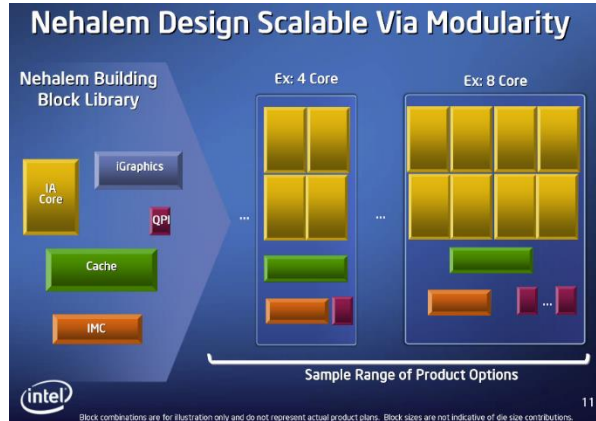 Nehalem Design Scalable Via Modularity
Nehalem Building
Block Library
Ex: 4 Core
Ex: 8 Core
IA
Core
iGraphics
QPI
Cache
IMC
...
...
...
Sample Range of Product Options
intel
11
Block combinations are for illustration only and do not represent actual product plans. Block sizes are not indicative of die size contributions.